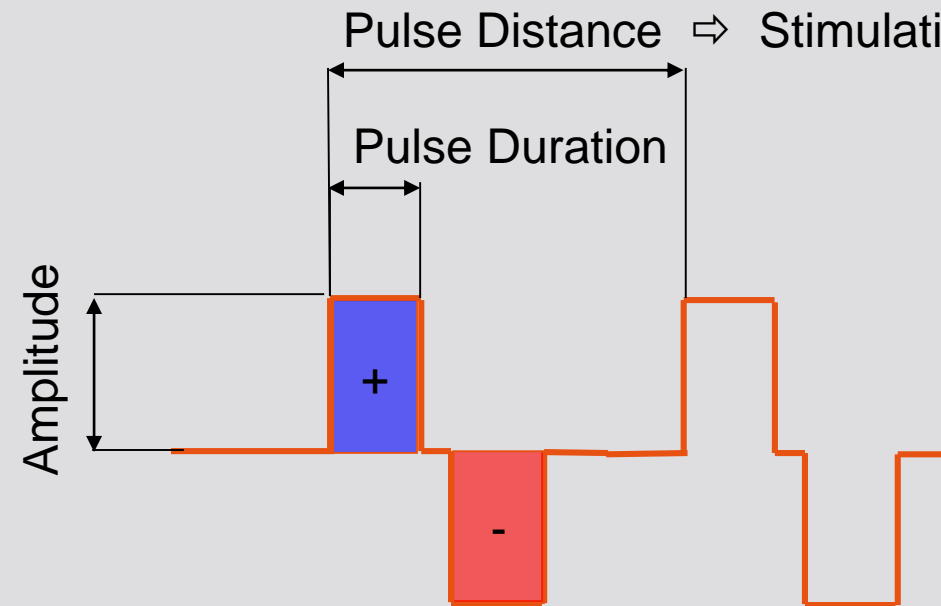 Pulse Distance ⇨ Stimulati
Pulse Duration
Amplitude
+
-